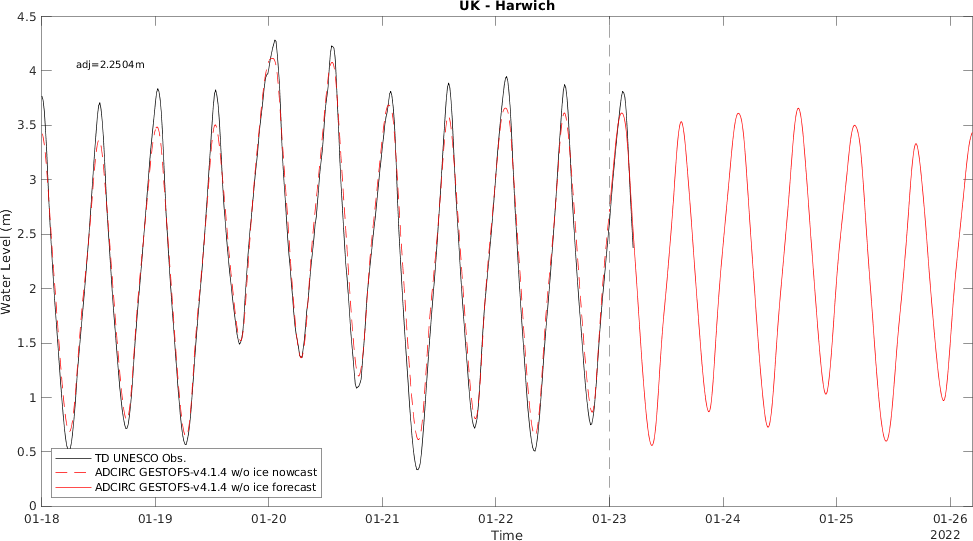 UK - Harwich
4.5
4
3.5
3
2.5
2
1.5
1
0.5
0
Water Level (m)
adj=2.2504m
TD UNESCO Obs.
ADCIRC GESTOFS-v4.1.4 w/o ice nowcast
ADCIRC GESTOFS-v4.1.4 w/o ice forecast
01-18 01-19 01-20 01-21 01-22 01-23 01-24 01-25 01-26
Time
2022